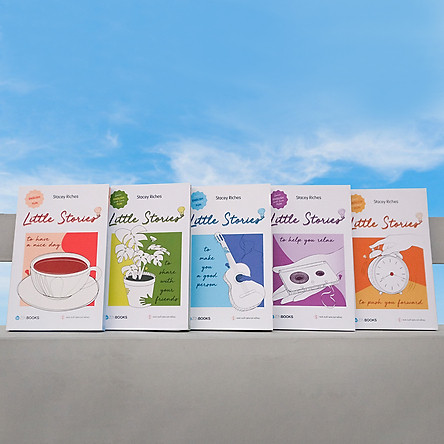 Stacey Riches
Little Stories
to have
a nice day
BOOKS
Stacey Riches
Little Stories
to
share
with
your
friends
BOOKS
Stacey Riches
Little Stories
to
make
you
a good
person
BOOKS
Stacey Riches
Little Stories
to help you relax
BOOKS
Stacey Riches
Little Stories
to push you forward
BOOKS